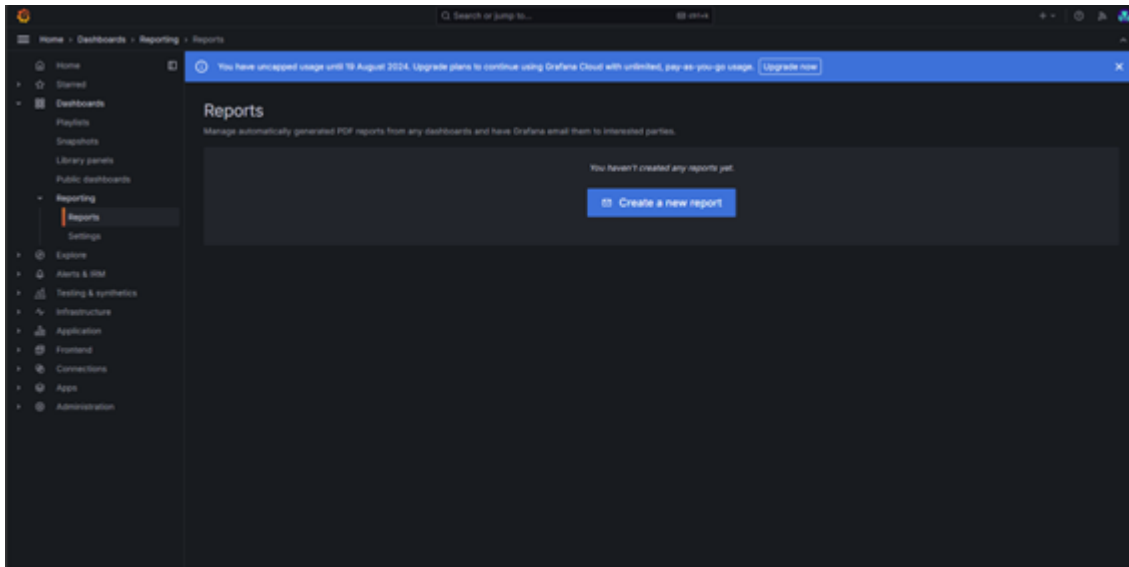 Search or jump to...
ctrl+k
Home › Dashboards › Reporting › Reports
Home
Starred
Dashboards
Playlists
Snapshots
Library panels
Public dashboards
Reporting
Reports
Settings
Explore
Alerts & IRM
Testing & synthetics
Infrastructure
Application
Frontend
Connections
Apps
Administration
You have uncapped usage until 19 August 2024. Upgrade plans to continue using Grafana Cloud with unlimited, pay-as-you-go usage. Upgrade now
Reports
Manage automatically generated PDF reports from any dashboards and have Grafana email them to interested parties.
You haven't created any reports yet.
Create a new report